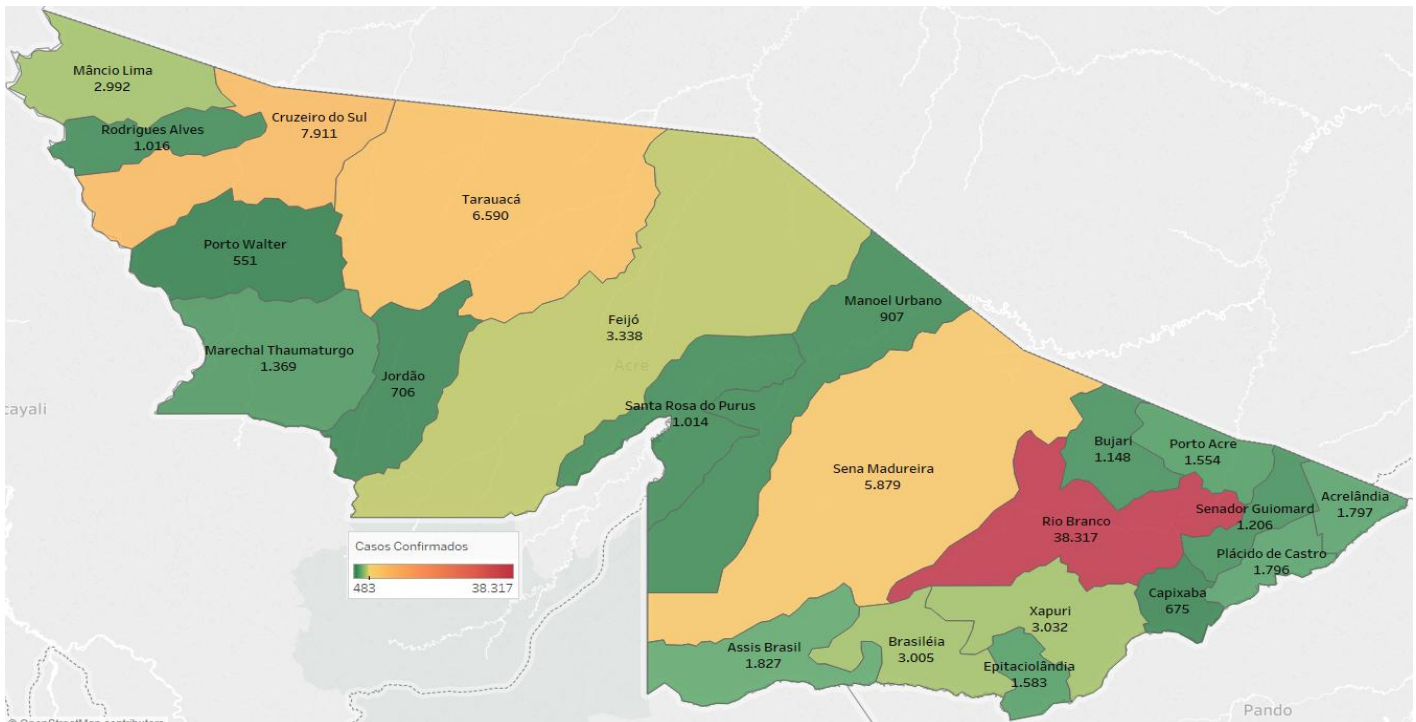 Mâncio Lima
2.992
Rodrigues Alves
1.016
Cruzeiro do Sul
7.911
Tarauacá
6.590
Porto Walter
551
Marechal Thaumaturgo
1.369
Jordão
706
Feijó
3.338
Acre
Manoel Urbano
907
Santa Rosa do Purus
1.014
cayali
Sena Madureira
5.879
Bujari
1.148
Porto Acre
1.554
Rio Branco
38.317
Senador Guiomard
1.206
Acrelândia
1.797
Plácido de Castro
1.796
Capixaba
675
Xapuri
3.032
Assis Brasil
1.827
Brasiléia
3.005
Epitaciolândia
1.583
Casos Confirmados
483
38.317
Pando
© OpenStreetMap contributors